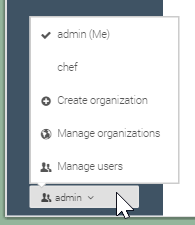 admin (Me)
chef
Create organization
Manage organizations
Manage users
admin